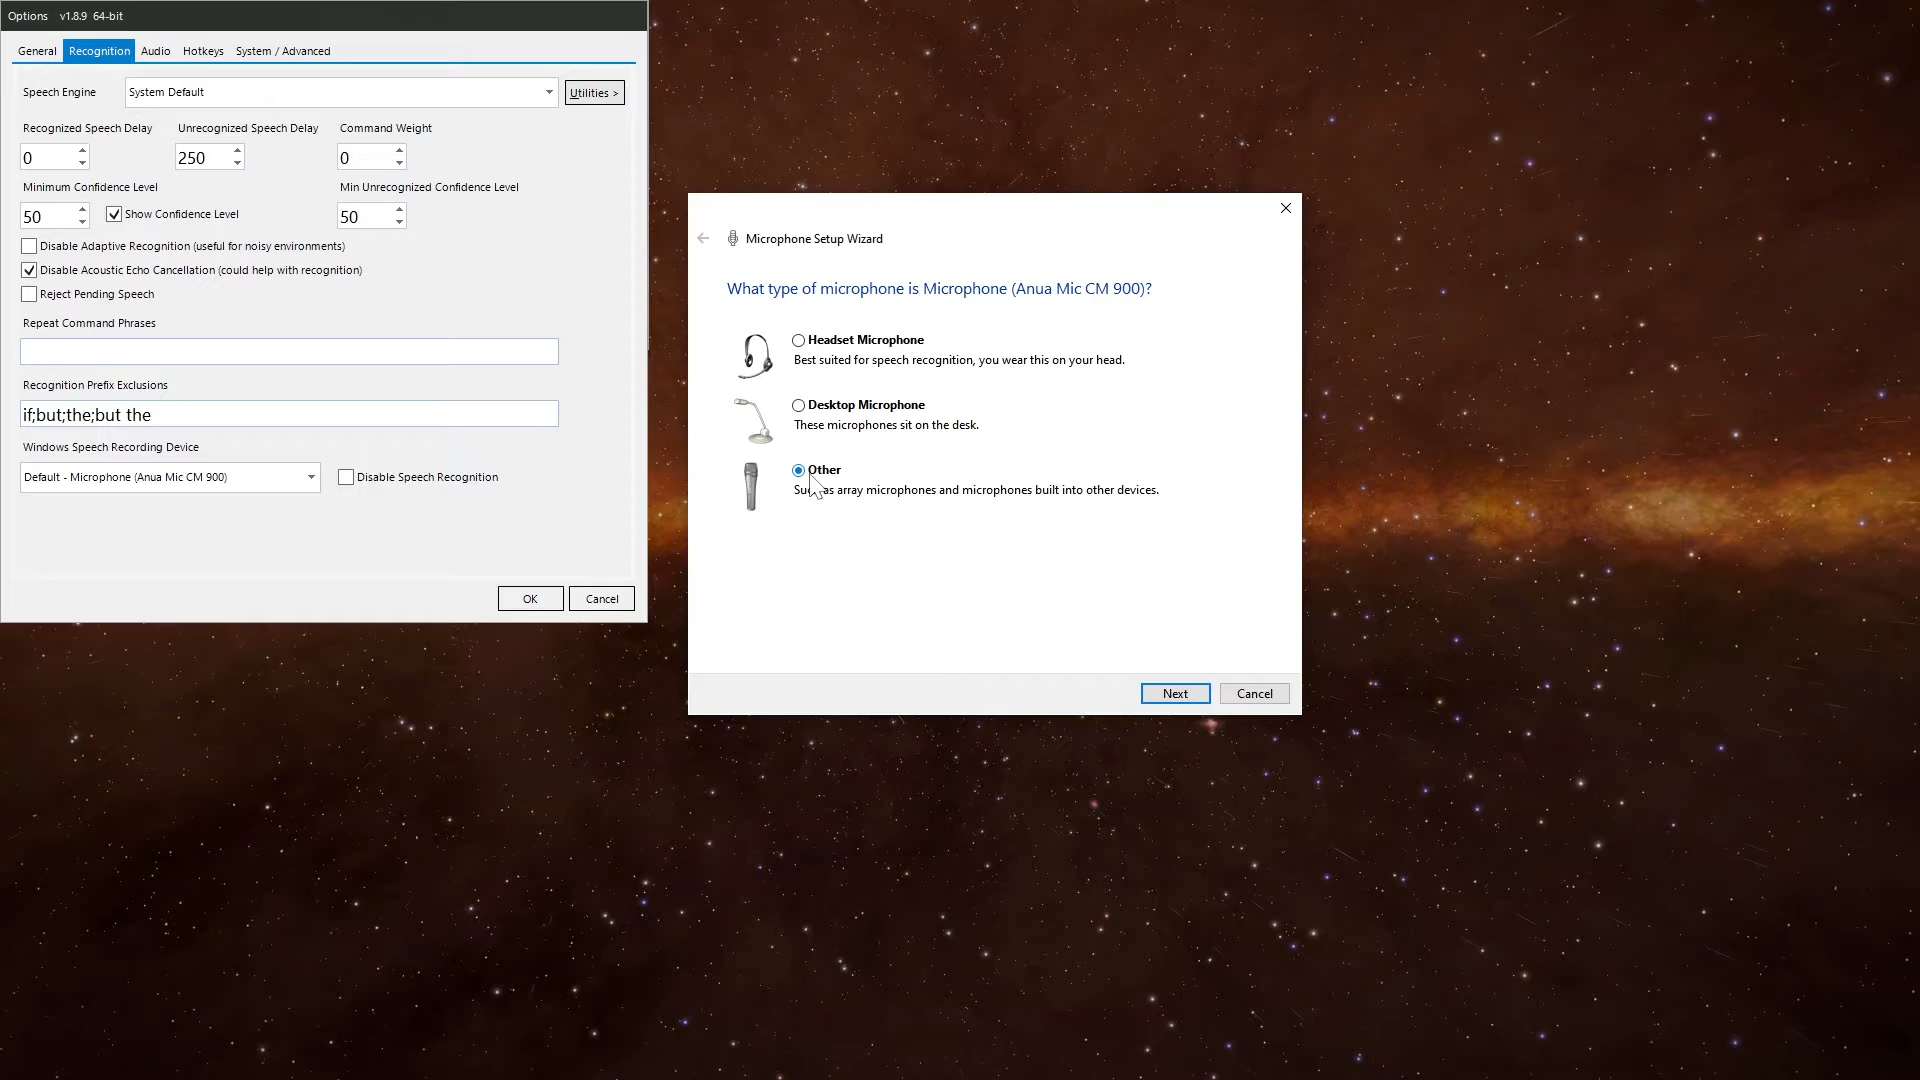 Options v1.8.9 64-bit
General Recognition Audio Hotkeys System / Advanced
Speech Engine System Default Utilities >
Recognized Speech Delay Unrecognized Speech Delay Command Weight
0 250 0
Minimum Confidence Level Min Unrecognized Confidence Level
50 Show Confidence Level 50
Disable Adaptive Recognition (useful for noisy environments)
Disable Acoustic Echo Cancellation (could help with recognition)
Reject Pending Speech
Repeat Command Phrases
Recognition Prefix Exclusions
if;but;the;but the
Windows Speech Recording Device
Default - Microphone (Anua Mic CM 900) Disable Speech Recognition
OK Cancel
Microphone Setup Wizard
What type of microphone is Microphone (Anua Mic CM 900)?
Headset Microphone
Best suited for speech recognition, you wear this on your head.
Desktop Microphone
These microphones sit on the desk.
Other
Such as array microphones and microphones built into other devices.
Next Cancel